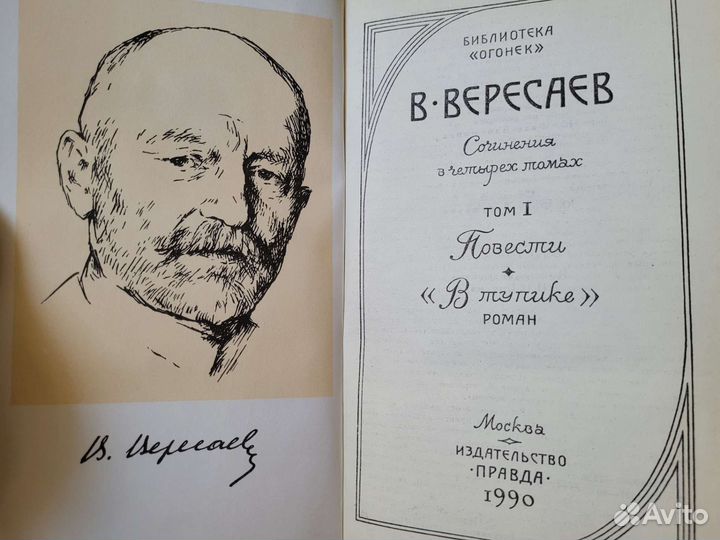 В. Вересаев
БИБЛИОТЕКА
«ОГОНЕК»
В·ВЕРЕСАЕВ
Сочинения
в четырех томах
ТОМ I
Повести
«В тупике»
РОМАН
Москва
ИЗДАТЕЛЬСТВО
·ПРАВДА·
1990
Avito